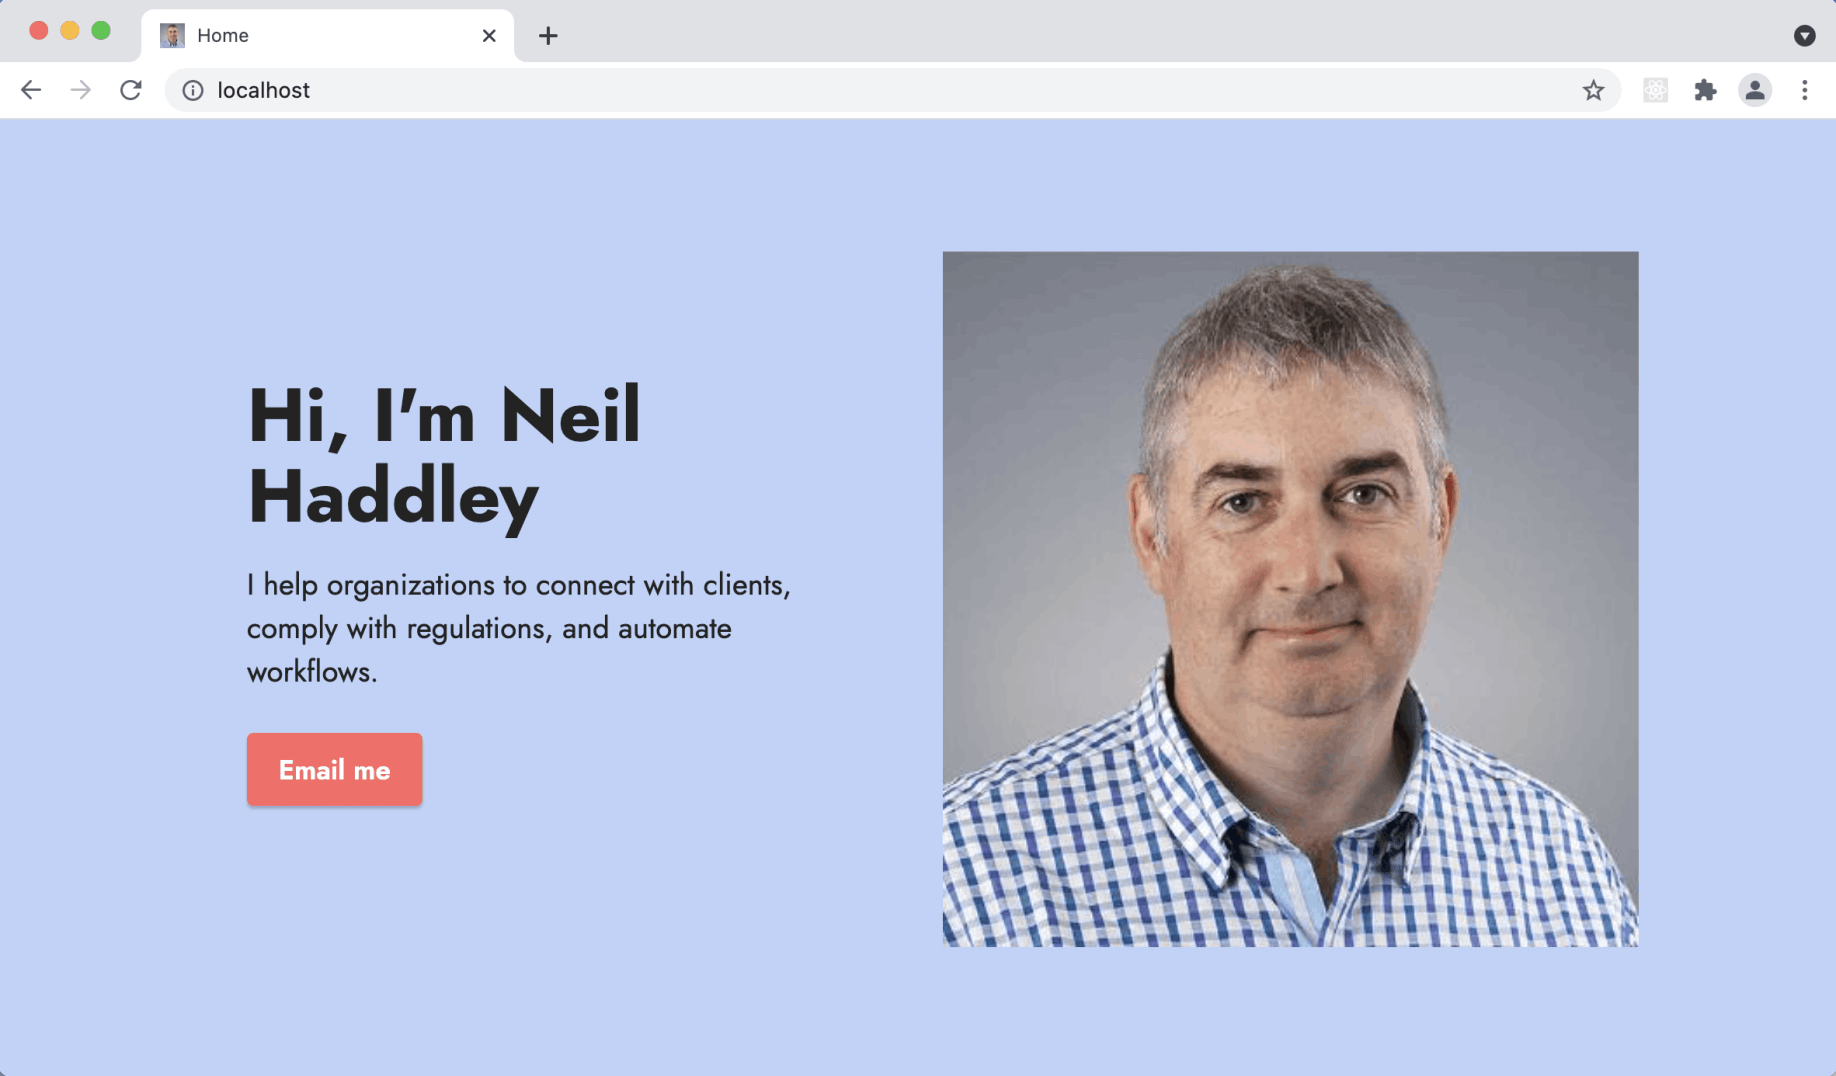 Home
localhost
Hi, I'm Neil
Haddley
I help organizations to connect with clients,
comply with regulations, and automate
workflows.
Email me